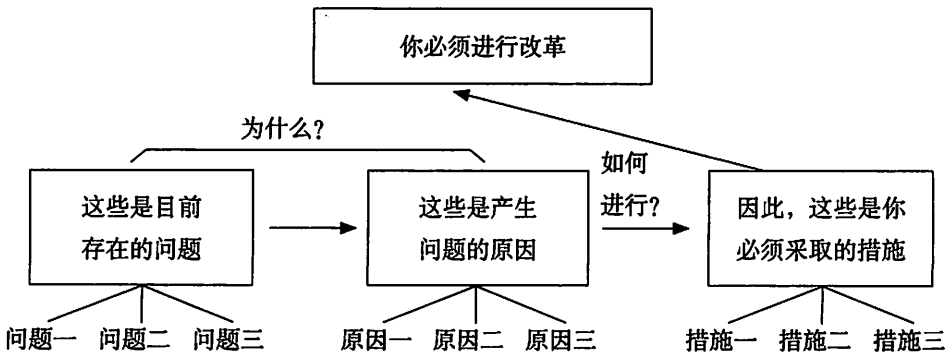 你必须进行改革
为什么？
如何
进行？
这些是目前
存在的问题
这些是产生
问题的原因
因此，这些是你
必须采取的措施
问题一 问题二 问题三
原因一 原因二 原因三
措施一 措施二 措施三